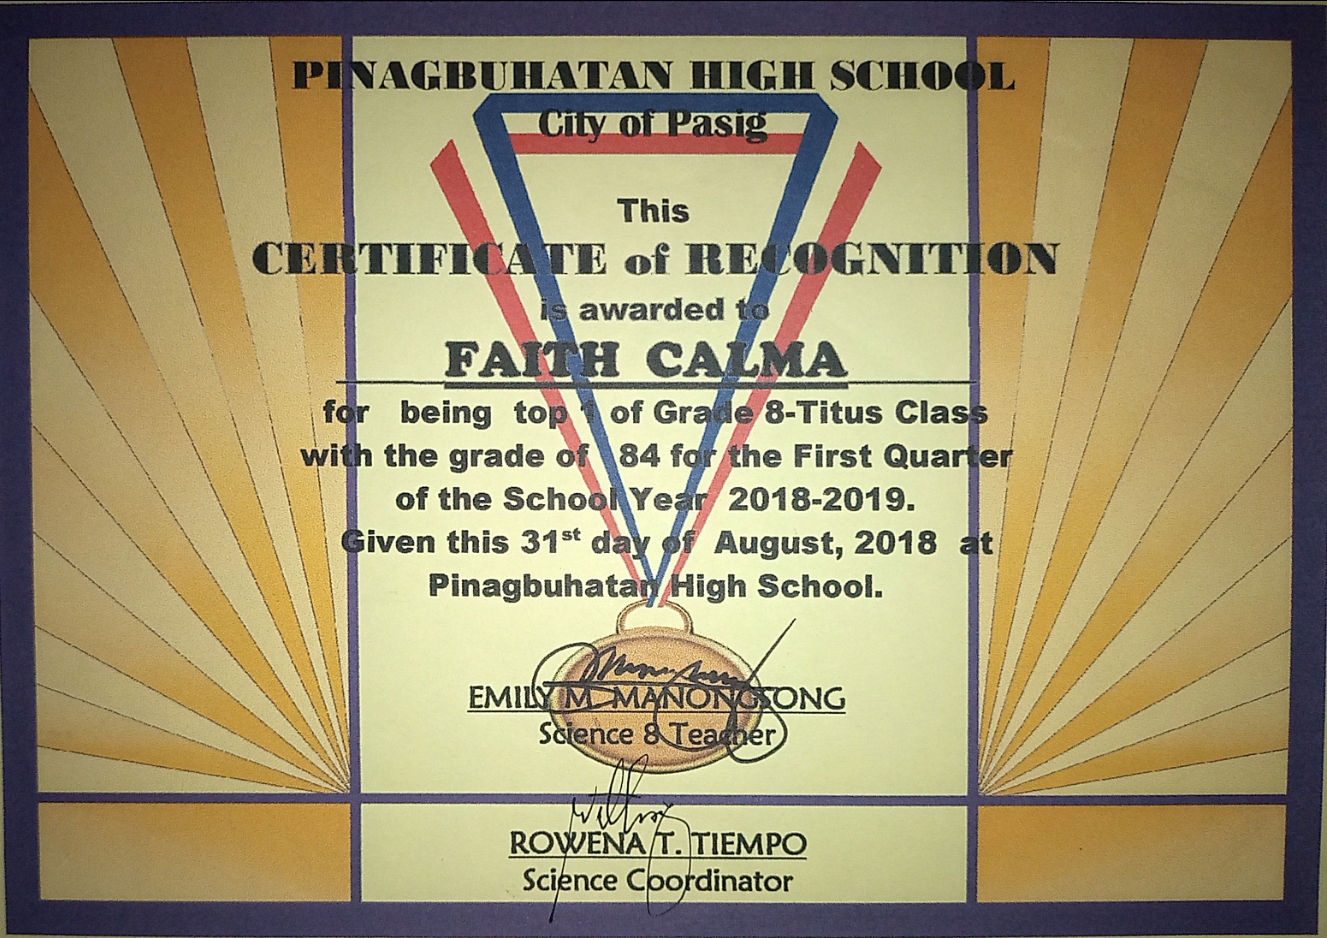 PINAGBUHATAN HIGH SCHOOL
City of Pasig
This
CERTIFICATE of RECOGNITION
is awarded to
FAITH CALMA
for being top 1 of Grade 8-Titus Class
with the grade of 84 for the First Quarter
of the School Year 2018-2019.
Given this 31st day of August, 2018 at
Pinagbuhatan High School.
EMILY M. MANONGSONG
Science 8 Teacher
ROWENA T. TIEMPO
Science Coordinator